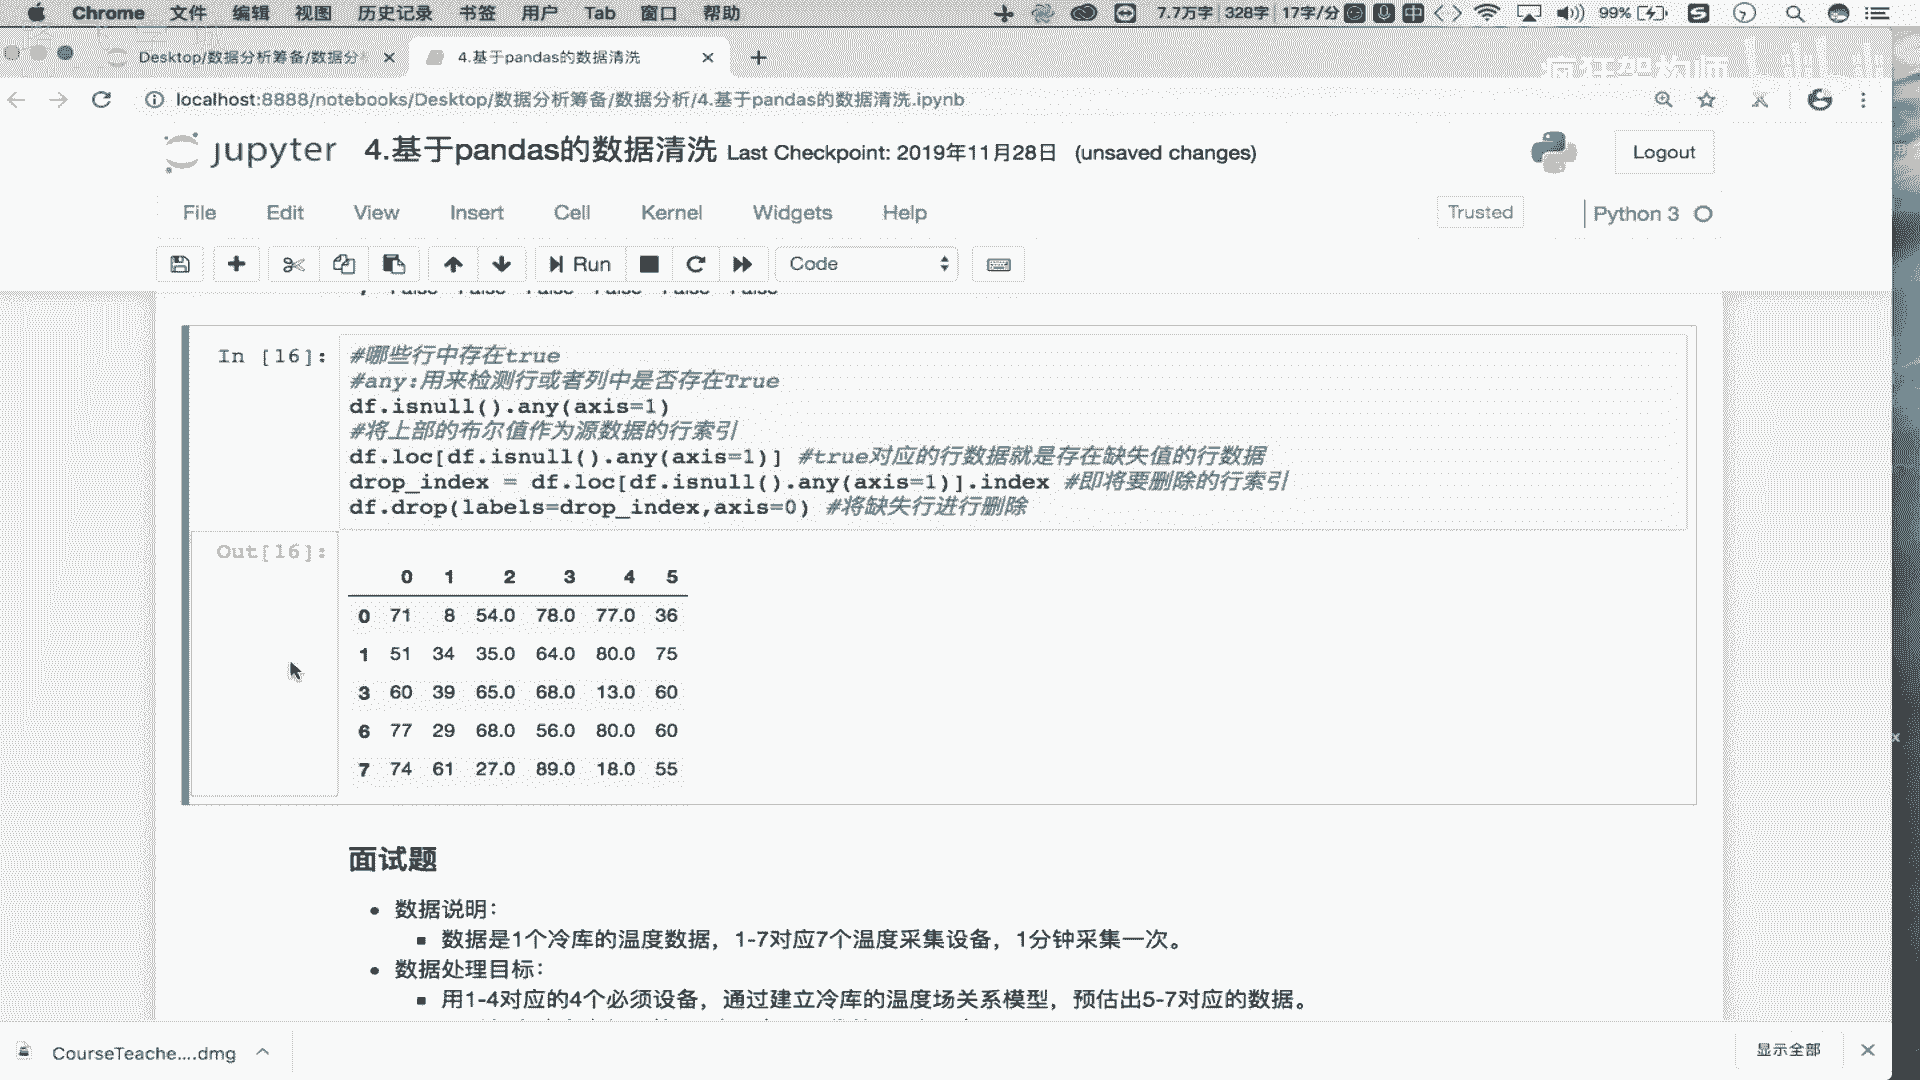 Chrome 文件 编辑 视图 历史记录 书签 用户 Tab 窗口 帮助 7.7万字 328字 17字/分 中 99%
Desktop/数据分析筹备/数据分 4.基于pandas的数据清洗
疯狂架构师
localhost:8888/notebooks/Desktop/数据分析筹备/数据分析/4.基于pandas的数据清洗.ipynb
jupyter 4.基于pandas的数据清洗 Last Checkpoint: 2019年11月28日 (unsaved changes) Logout
File Edit View Insert Cell Kernel Widgets Help Trusted Python 3
Run Code
7 False False False False False False
In [16]: #哪些行中存在true
#any:用来检测行或者列中是否存在True
df.isnull().any(axis=1)
#将上部的布尔值作为源数据的行索引
df.loc[df.isnull().any(axis=1)] #true对应的行数据就是存在缺失值的行数据
drop_index = df.loc[df.isnull().any(axis=1)].index #即将要删除的行索引
df.drop(labels=drop_index,axis=0) #将缺失行进行删除
Out[16]:
0 1 2 3 4 5
0 71 8 54.0 78.0 77.0 36
1 51 34 35.0 64.0 80.0 75
3 60 39 65.0 68.0 13.0 60
6 77 29 68.0 56.0 80.0 60
7 74 61 27.0 89.0 18.0 55
面试题
数据说明：
数据是1个冷库的温度数据，1-7对应7个温度采集设备，1分钟采集一次。
数据处理目标：
用1-4对应的4个必须设备，通过建立冷库的温度场关系模型，预估出5-7对应的数据。
CourseTeache....dmg 显示全部